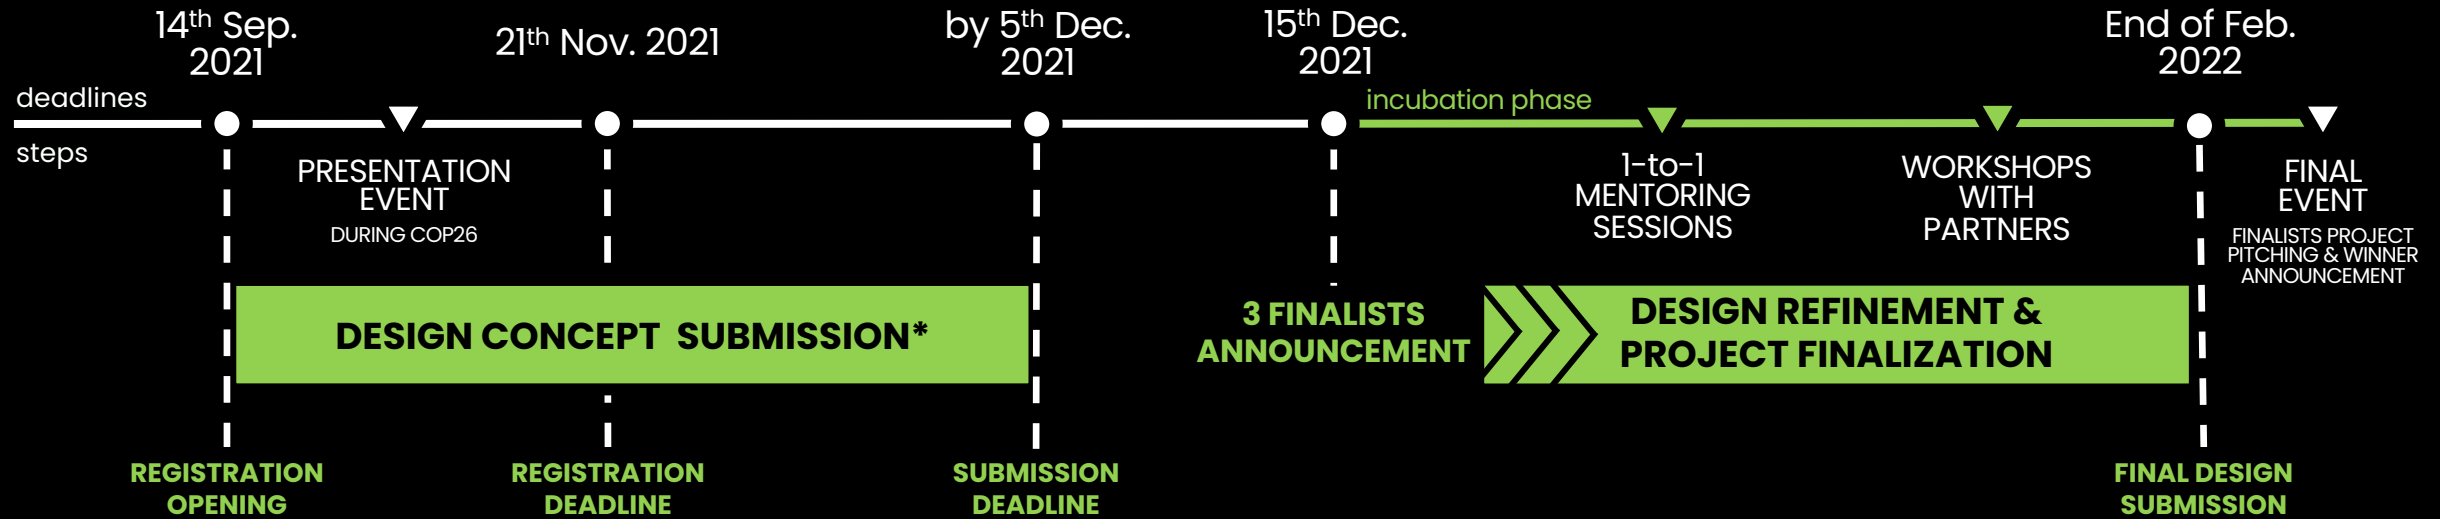 14th Sep.
2021
21th Nov. 2021
by 5th Dec.
2021
15th Dec.
2021
End of Feb.
2022
deadlines
steps
incubation phase
PRESENTATION
EVENT
DURING COP26
1-to-1
MENTORING
SESSIONS
WORKSHOPS
WITH
PARTNERS
FINAL
EVENT
FINALISTS PROJECT
PITCHING & WINNER
ANNOUNCEMENT
DESIGN CONCEPT SUBMISSION*
3 FINALISTS
ANNOUNCEMENT
DESIGN REFINEMENT &
PROJECT FINALIZATION
REGISTRATION
OPENING
REGISTRATION
DEADLINE
SUBMISSION
DEADLINE
FINAL DESIGN
SUBMISSION